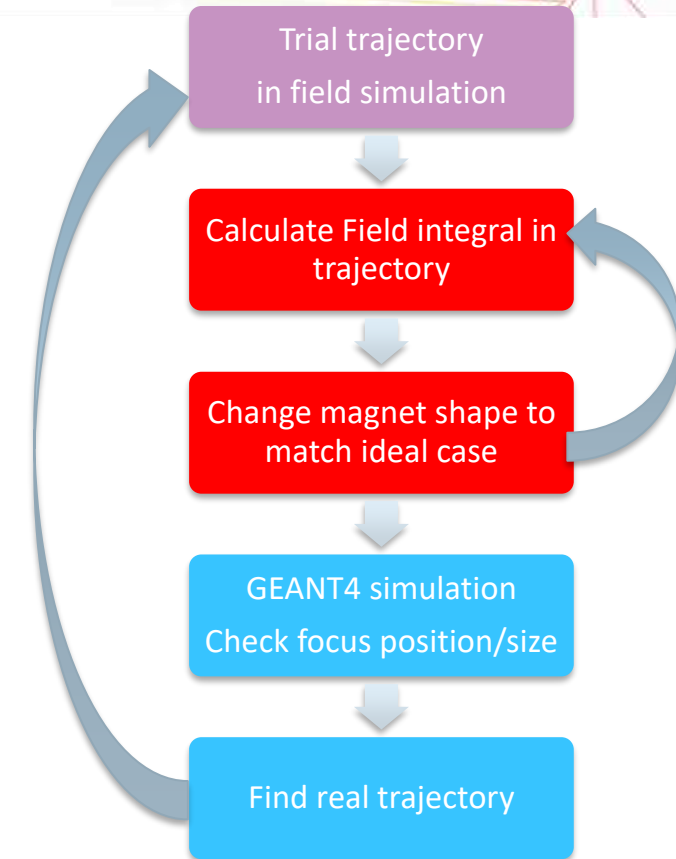 Trial trajectory
in field simulation
Calculate Field integral in
trajectory
Change magnet shape to
match ideal case
GEANT4 simulation
Check focus position/size
Find real trajectory